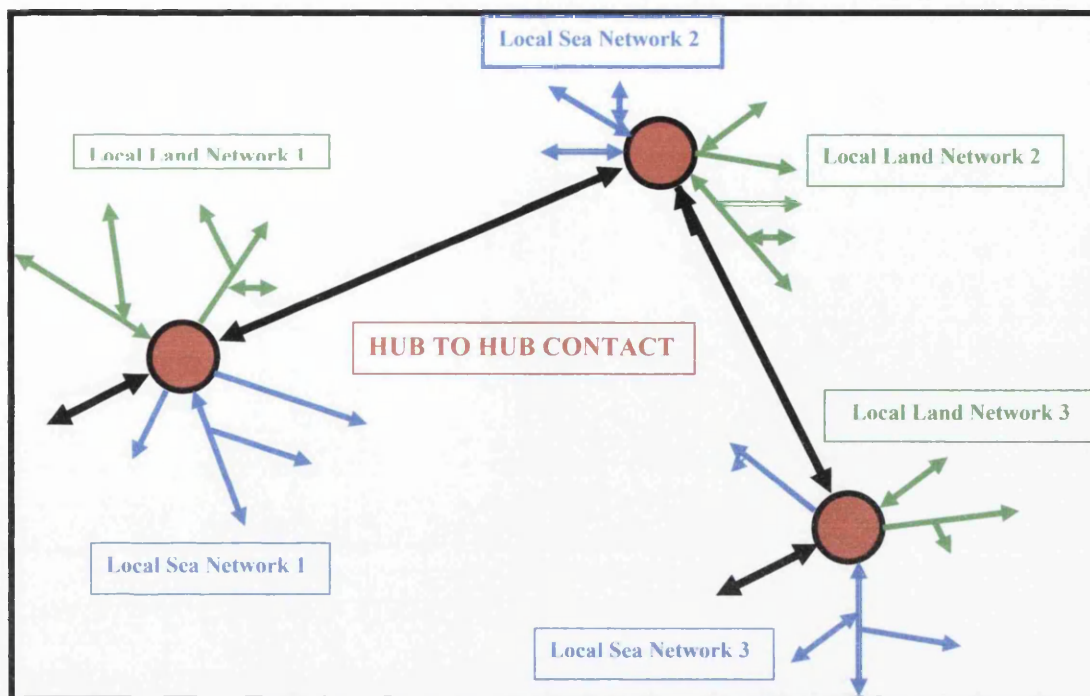 Local Sea Network 2
Local Land Network 1
Local Land Network 2
HUB TO HUB CONTACT
Local Land Network 3
Local Sea Network 1
Local Sea Network 3